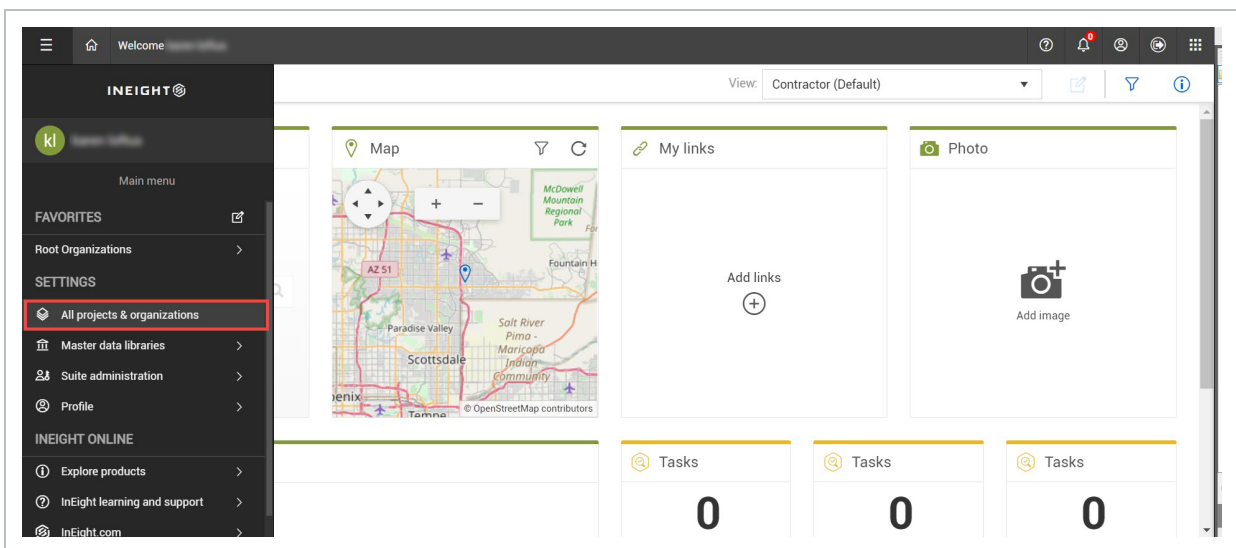 Welcome
0
INEIGHT
View: Contractor (Default)
kl
Main menu
FAVORITES
Root Organizations
SETTINGS
All projects & organizations
Master data libraries
Suite administration
Profile
INEIGHT ONLINE
Explore products
InEight learning and support
InEight.com
Map
McDowell
Mountain
Regional
Park
Fountain H
AZ 51
Paradise Valley
Salt River
Pima -
Maricopa
Indian
Community
Scottsdale
penix
Tempe
© OpenStreetMap contributors
My links
Add links
Photo
Add image
Tasks
0
Tasks
0
Tasks
0